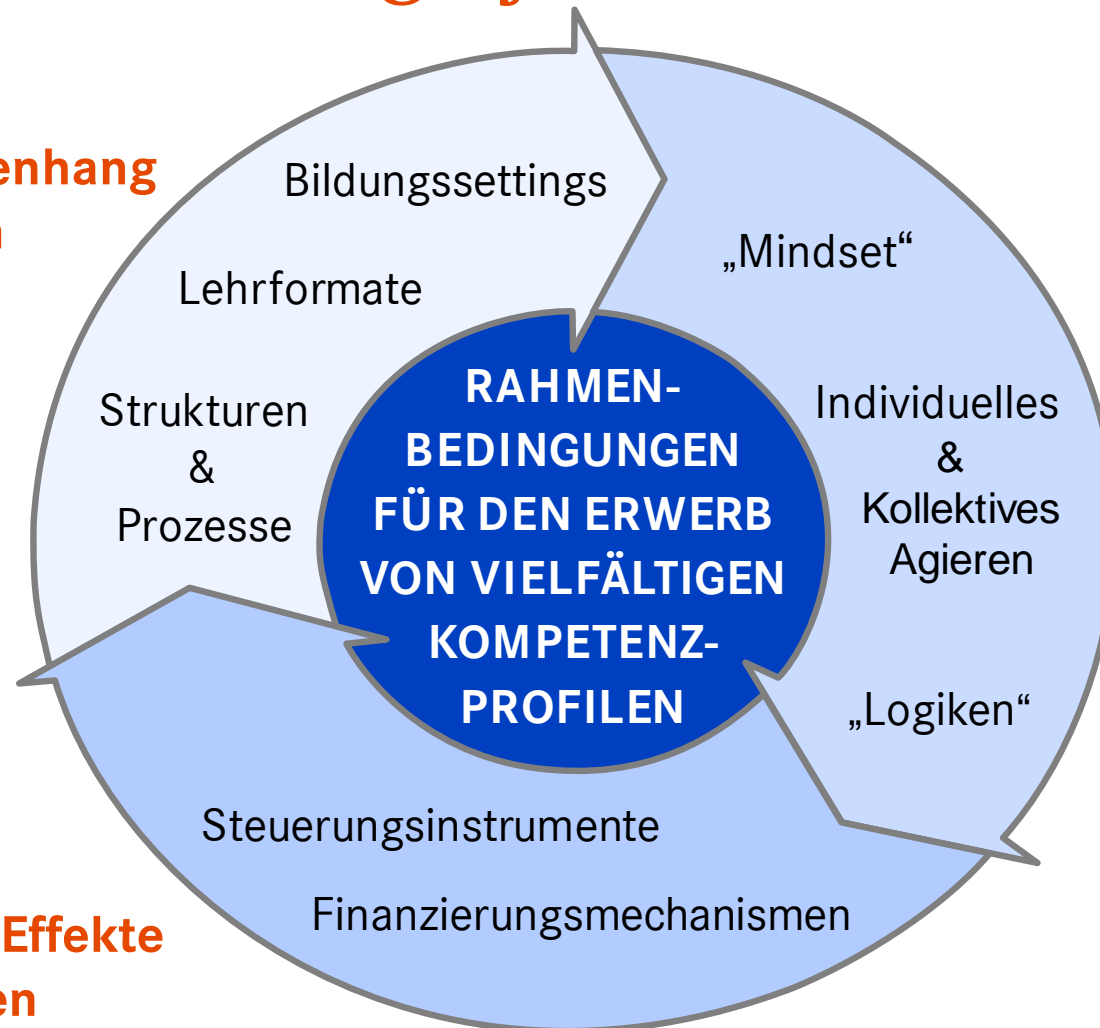 enhang
Bildungssettings
„Mindset“
Lehrformate
Strukturen
&
Prozesse
RAHMEN-
BEDINGUNGEN
FÜR DEN ERWERB
VON VIELFÄLTIGEN
KOMPETENZ-
PROFILEN
Individuelles
&
Kollektives
Agieren
„Logiken“
Steuerungsinstrumente
Finanzierungsmechanismen
Effekte
en